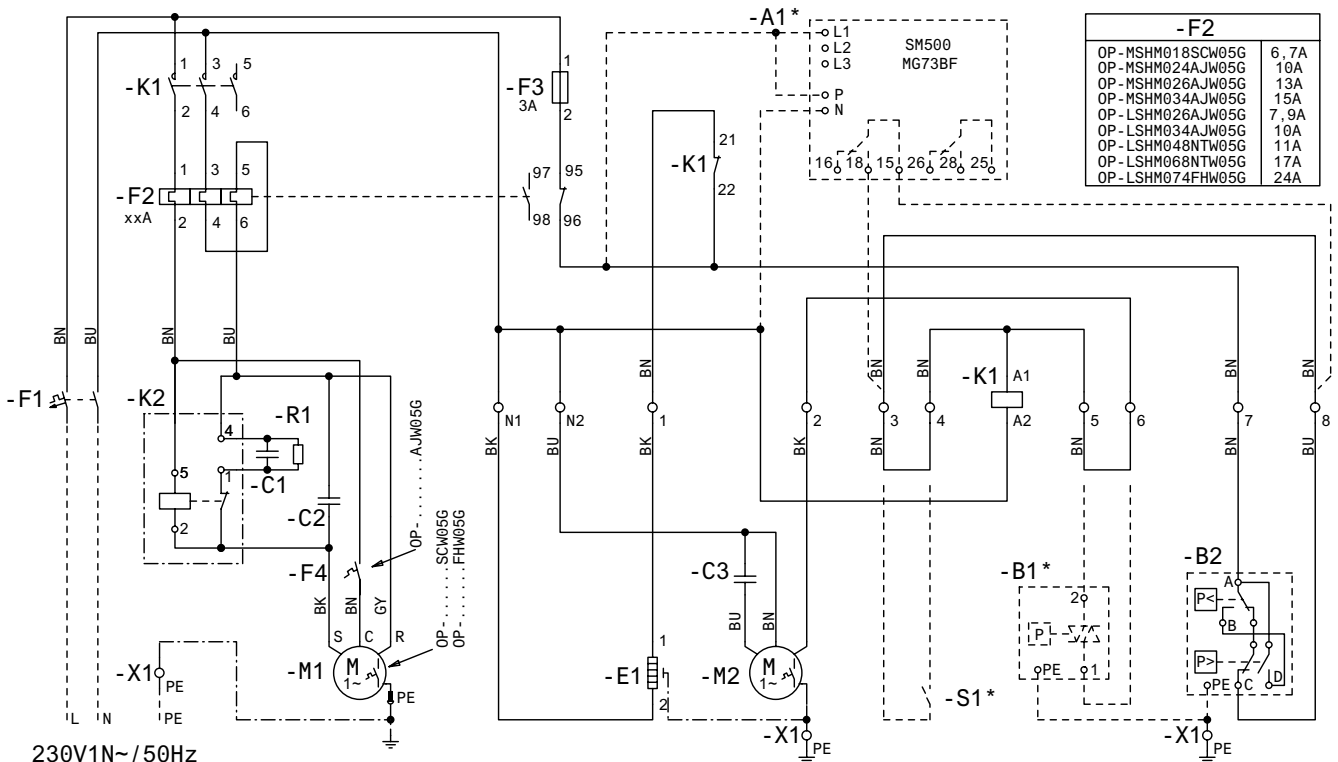 -A1*
L1
L2
L3
P
N
SM500
MG73BF
16 18 15 26 28 25
-F2
OP-MSHM018SCW05G 6,7A
OP-MSHM024AJW05G 10A
OP-MSHM026AJW05G 13A
OP-MSHM034AJW05G 15A
OP-LSHM026AJW05G 7,9A
OP-LSHM034AJW05G 10A
OP-LSHM048NTW05G 11A
OP-LSHM068NTW05G 17A
OP-LSHM074FHW05G 24A
1 3 5
-K1
2 4 6
-F3
3A
1
2
21
-K1
22
1 3 5
-F2
xxA
2 4 6
97 95
98 96
BN BU BN BU
BN BN BN BN BN BN
-F1
-K2
-R1
4
1
-C1
5
2
-C2
-K1
A1
A2
N1 N2 1 2 3 4 5 6 7 8
BK BU BK BK BN BN BN BN BU
OP-......AJW05G
OP-......SCW05G
OP-......FHW05G
-F4
BK BN GY
S C R
-M1
M
1~
PE
-X1
PE
PE
L N
230V1N~/50Hz
-E1
1
2
-C3
BU BN
-M2
M
1~
-X1
PE
-S1*
-B1*
2
P
PE
1
-B2
A
P<
B
P>
PE
C
D
-X1
PE